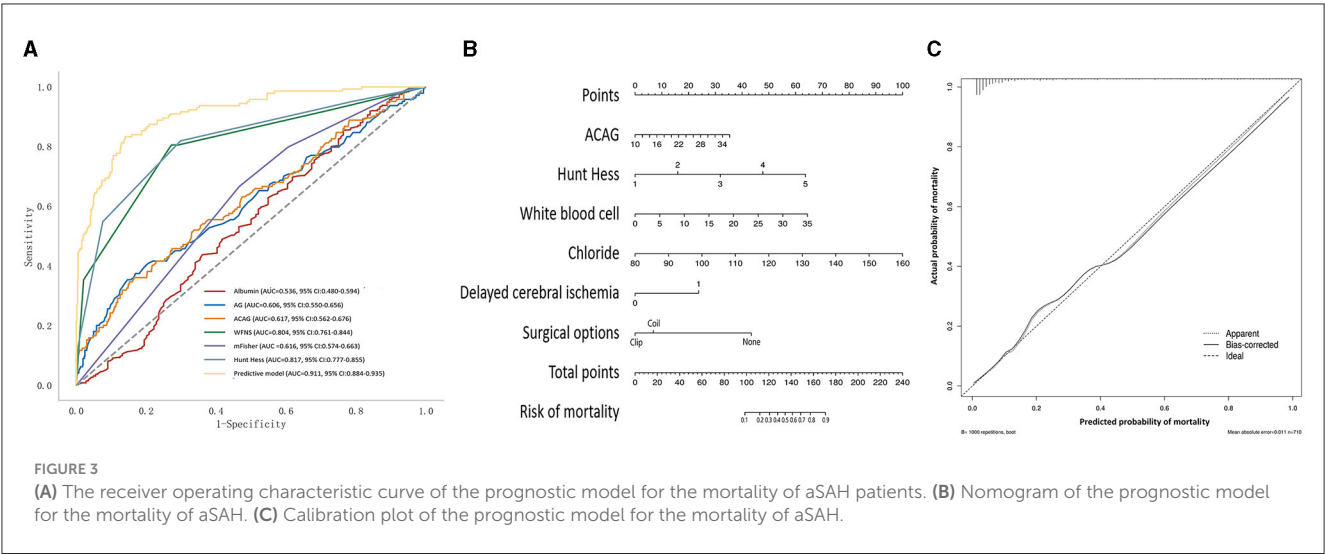 A
1.0
0.8
0.6
0.4
0.2
0.0
Sensitivity
0.0 0.2 0.4 0.6 0.8 1.0
1-Specificity
Albumin (AUC=0.536, 95% CI:0.480-0.594)
AG (AUC=0.606, 95% CI:0.550-0.656)
ACAG (AUC=0.617, 95% CI:0.562-0.676)
WFNS (AUC=0.804, 95% CI:0.761-0.844)
mFisher (AUC =0.616, 95% CI:0.574-0.663)
Hunt Hess (AUC=0.817, 95% CI:0.777-0.855)
Predictive model (AUC=0.911, 95% CI:0.884-0.935)
B
Points
0 10 20 30 40 50 60 70 80 90 100
ACAG
10 16 22 28 34
Hunt Hess
2 4
1 3 5
White blood cell
0 5 10 15 20 25 30 35
Chloride
80 90 100 110 120 130 140 150 160
Delayed cerebral ischemia
1
0
Surgical options
Coil
Clip None
Total points
0 20 40 60 80 100 120 140 160 180 200 220 240
Risk of mortality
0.1 0.2 0.3 0.4 0.5 0.6 0.7 0.8 0.9
C
1.0
0.8
0.6
0.4
0.2
0.0
Actual probability of mortality
Apparent
Bias-corrected
Ideal
0.0 0.2 0.4 0.6 0.8 1.0
Predicted probability of mortality
B= 1000 repetitions, boot
Mean absolute error=0.011 n=710
FIGURE 3
(A) The receiver operating characteristic curve of the prognostic model for the mortality of aSAH patients. (B) Nomogram of the prognostic model
for the mortality of aSAH. (C) Calibration plot of the prognostic model for the mortality of aSAH.